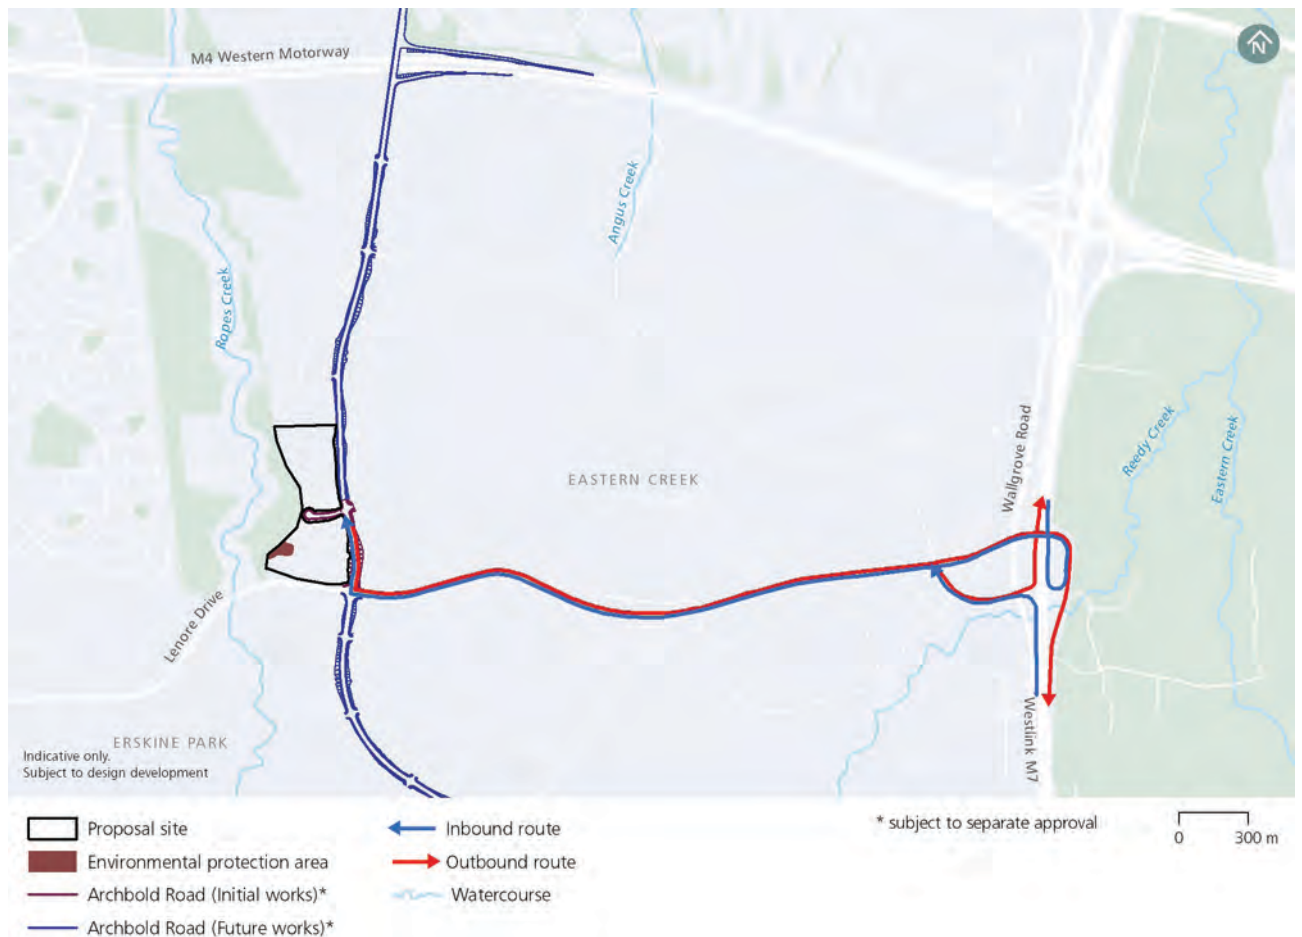 M4 Western Motorway
N
Angus Creek
Ropes Creek
Wallgrove Road
Reedy Creek
Eastern Creek
EASTERN CREEK
Lenore Drive
Westlink M7
ERSKINE PARK
Indicative only.
Subject to design development
Proposal site
Environmental protection area
Archbold Road (Initial works)*
Archbold Road (Future works)*
Inbound route
Outbound route
Watercourse
* subject to separate approval
0 300 m